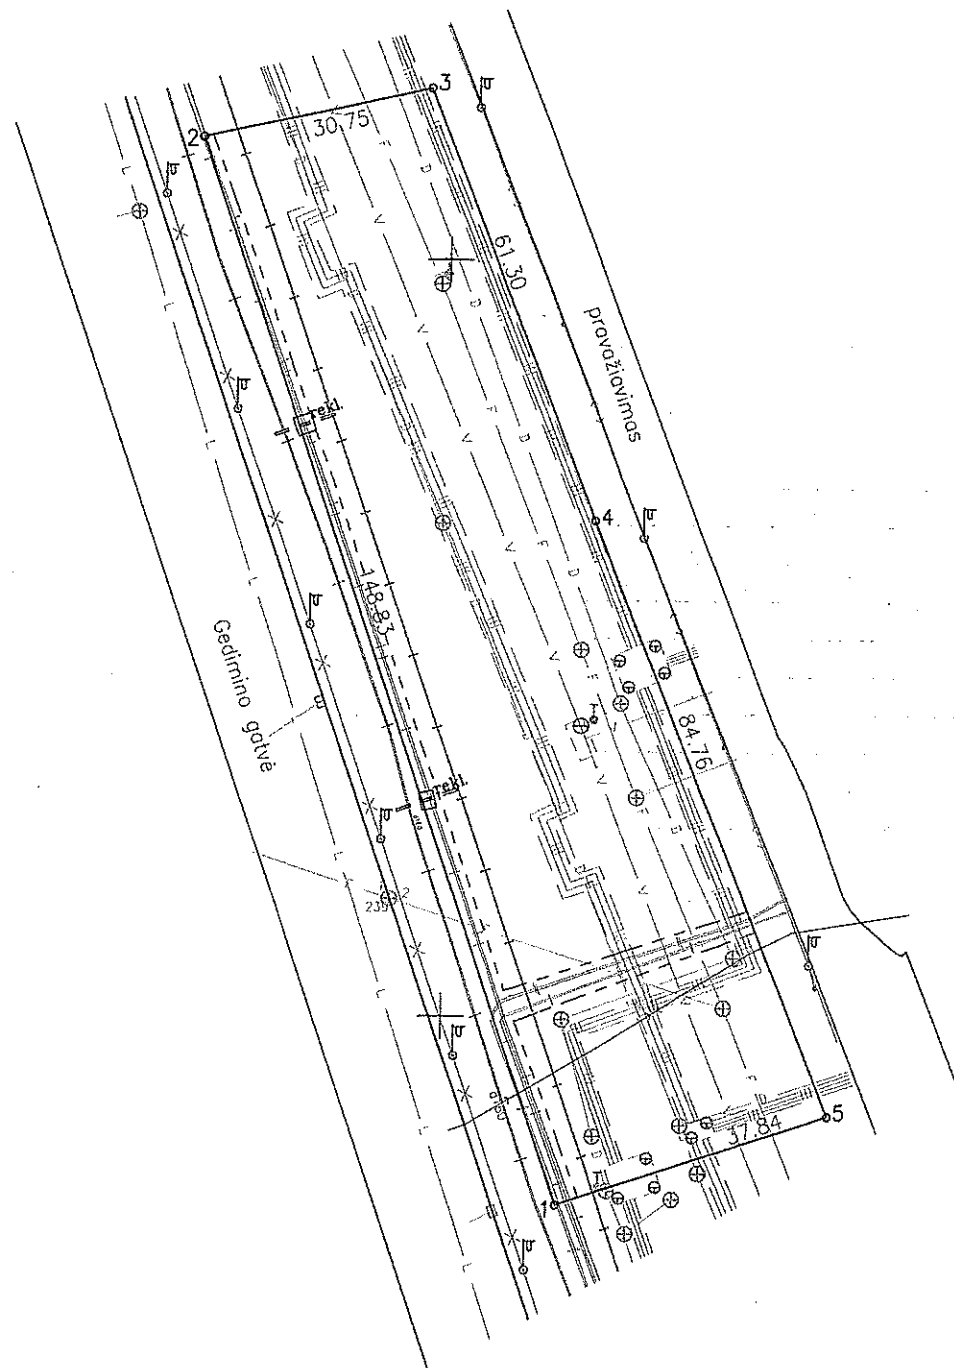 3
2
30.75
F
D
V
L
V
D
61.30
F
D
L
V
pravažiavimas
F
D
rekl.
L
V
F
D
V
F
D
4
148.83
L
Gedimino gatvė
V
F
84.76
V
F
D
rekl.
L
V
D
L
L
V
F
L
F
D
5
37.84
D
1
L